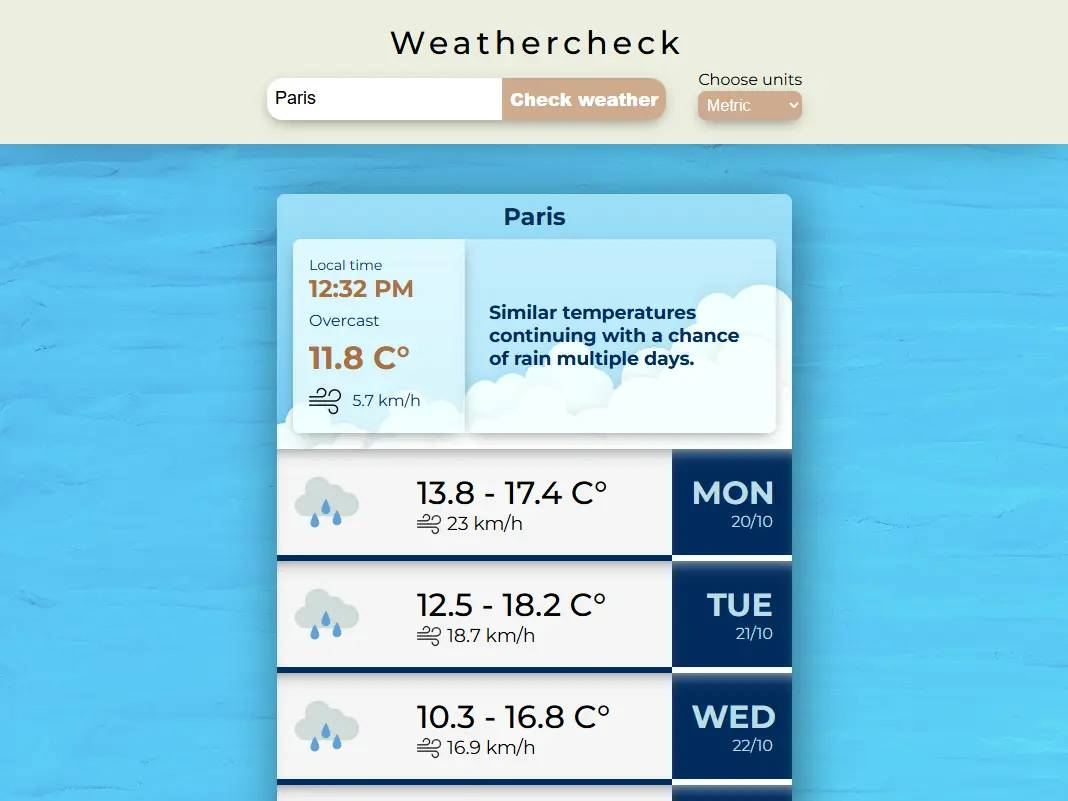 Weathercheck
Choose units
Paris
Check weather
Metric
Paris
Local time
12:32 PM
Overcast
11.8 C°
5.7 km/h
Similar temperatures
continuing with a chance
of rain multiple days.
13.8 - 17.4 C°
23 km/h
MON
20/10
12.5 - 18.2 C°
18.7 km/h
TUE
21/10
10.3 - 16.8 C°
16.9 km/h
WED
22/10